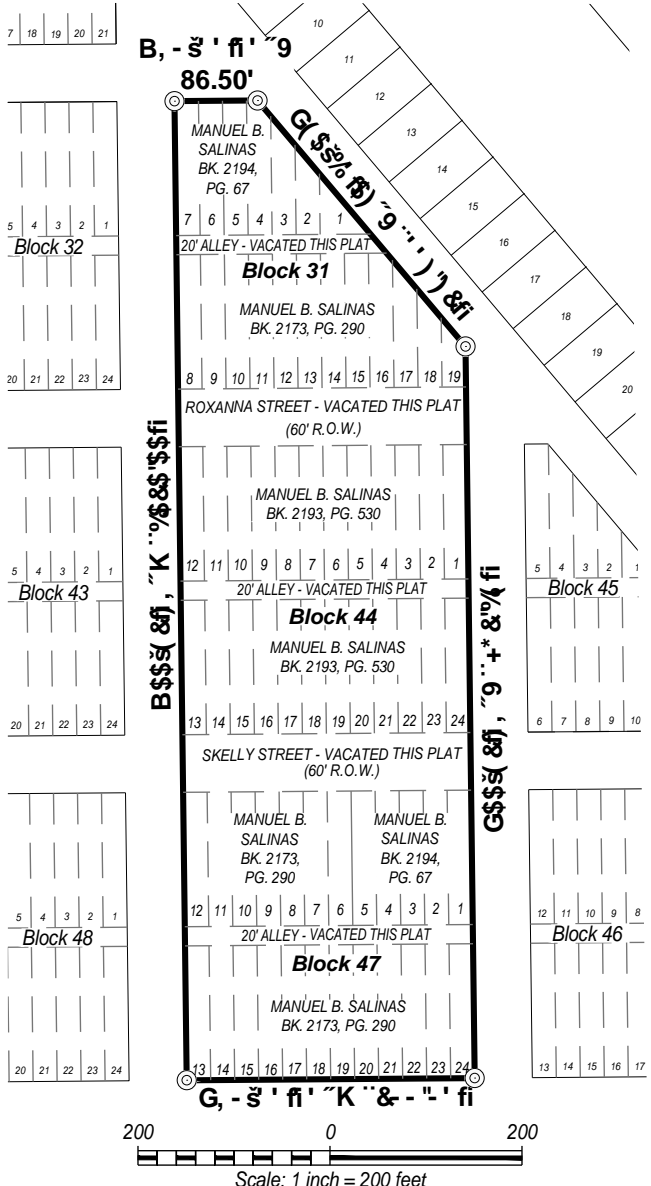 7 18 19 20 21
10
11
12
13
14
15
16
17
18
19
20
86.50'
MANUEL B.
SALINAS
BK. 2194,
PG. 67
7 6 5 4 3 2 1
20' ALLEY - VACATED THIS PLAT
Block 31
MANUEL B. SALINAS
BK. 2173, PG. 290
8 9 10 11 12 13 14 15 16 17 18 19
5 4 3 2 1
Block 32
20 21 22 23 24
ROXANNA STREET - VACATED THIS PLAT
(60' R.O.W.)
MANUEL B. SALINAS
BK. 2193, PG. 530
12 11 10 9 8 7 6 5 4 3 2 1
20' ALLEY - VACATED THIS PLAT
Block 44
MANUEL B. SALINAS
BK. 2193, PG. 530
13 14 15 16 17 18 19 20 21 22 23 24
5 4 3 2 1
Block 43
20 21 22 23 24
5 4 3 2 1
Block 45
6 7 8 9 10
SKELLY STREET - VACATED THIS PLAT
(60' R.O.W.)
MANUEL B.
SALINAS
BK. 2173,
PG. 290
MANUEL B.
SALINAS
BK. 2194,
PG. 67
12 11 10 9 8 7 6 5 4 3 2 1
20' ALLEY - VACATED THIS PLAT
Block 47
MANUEL B. SALINAS
BK. 2173, PG. 290
13 14 15 16 17 18 19 20 21 22 23 24
5 4 3 2 1
Block 48
20 21 22 23 24
12 11 10 9 8
Block 46
13 14 15 16 17
200 0 200
Scale: 1 inch = 200 feet